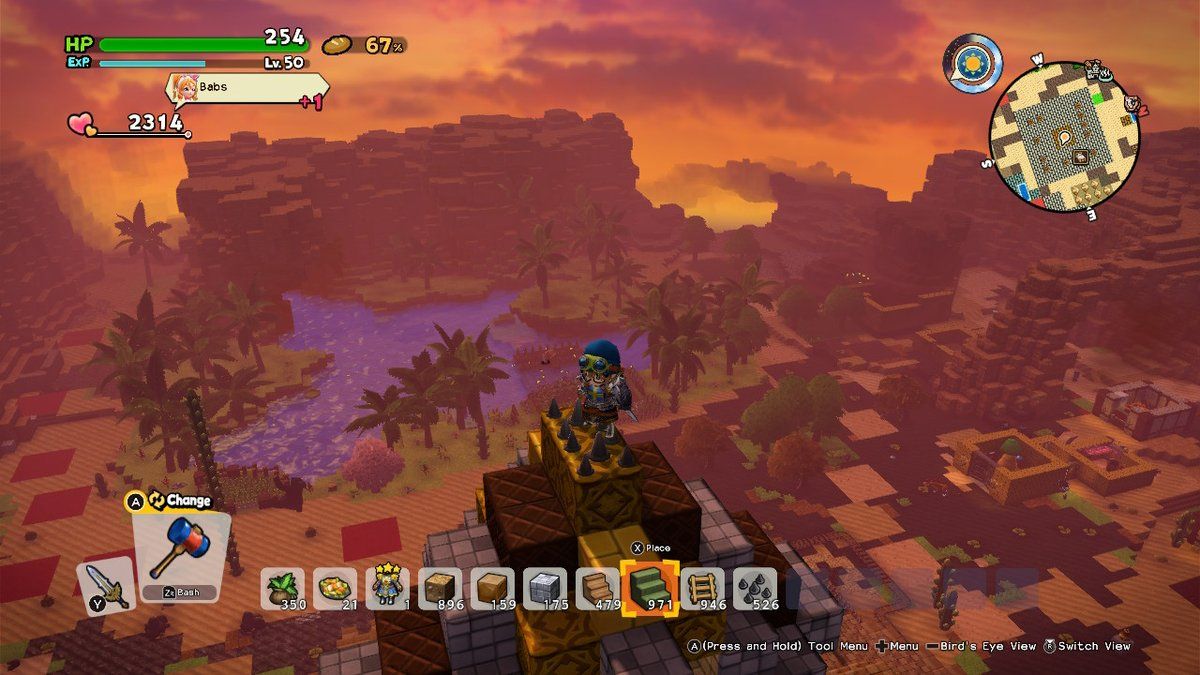 HP 254 67%
EXP Lv.50
Babs
+1
2314
W
N
S
E
A Change
Y
ZR Bash
X Place
350 21 1 896 159 175 479 971 946 526
A (Press and Hold) Tool Menu Menu Bird's Eye View R Switch View